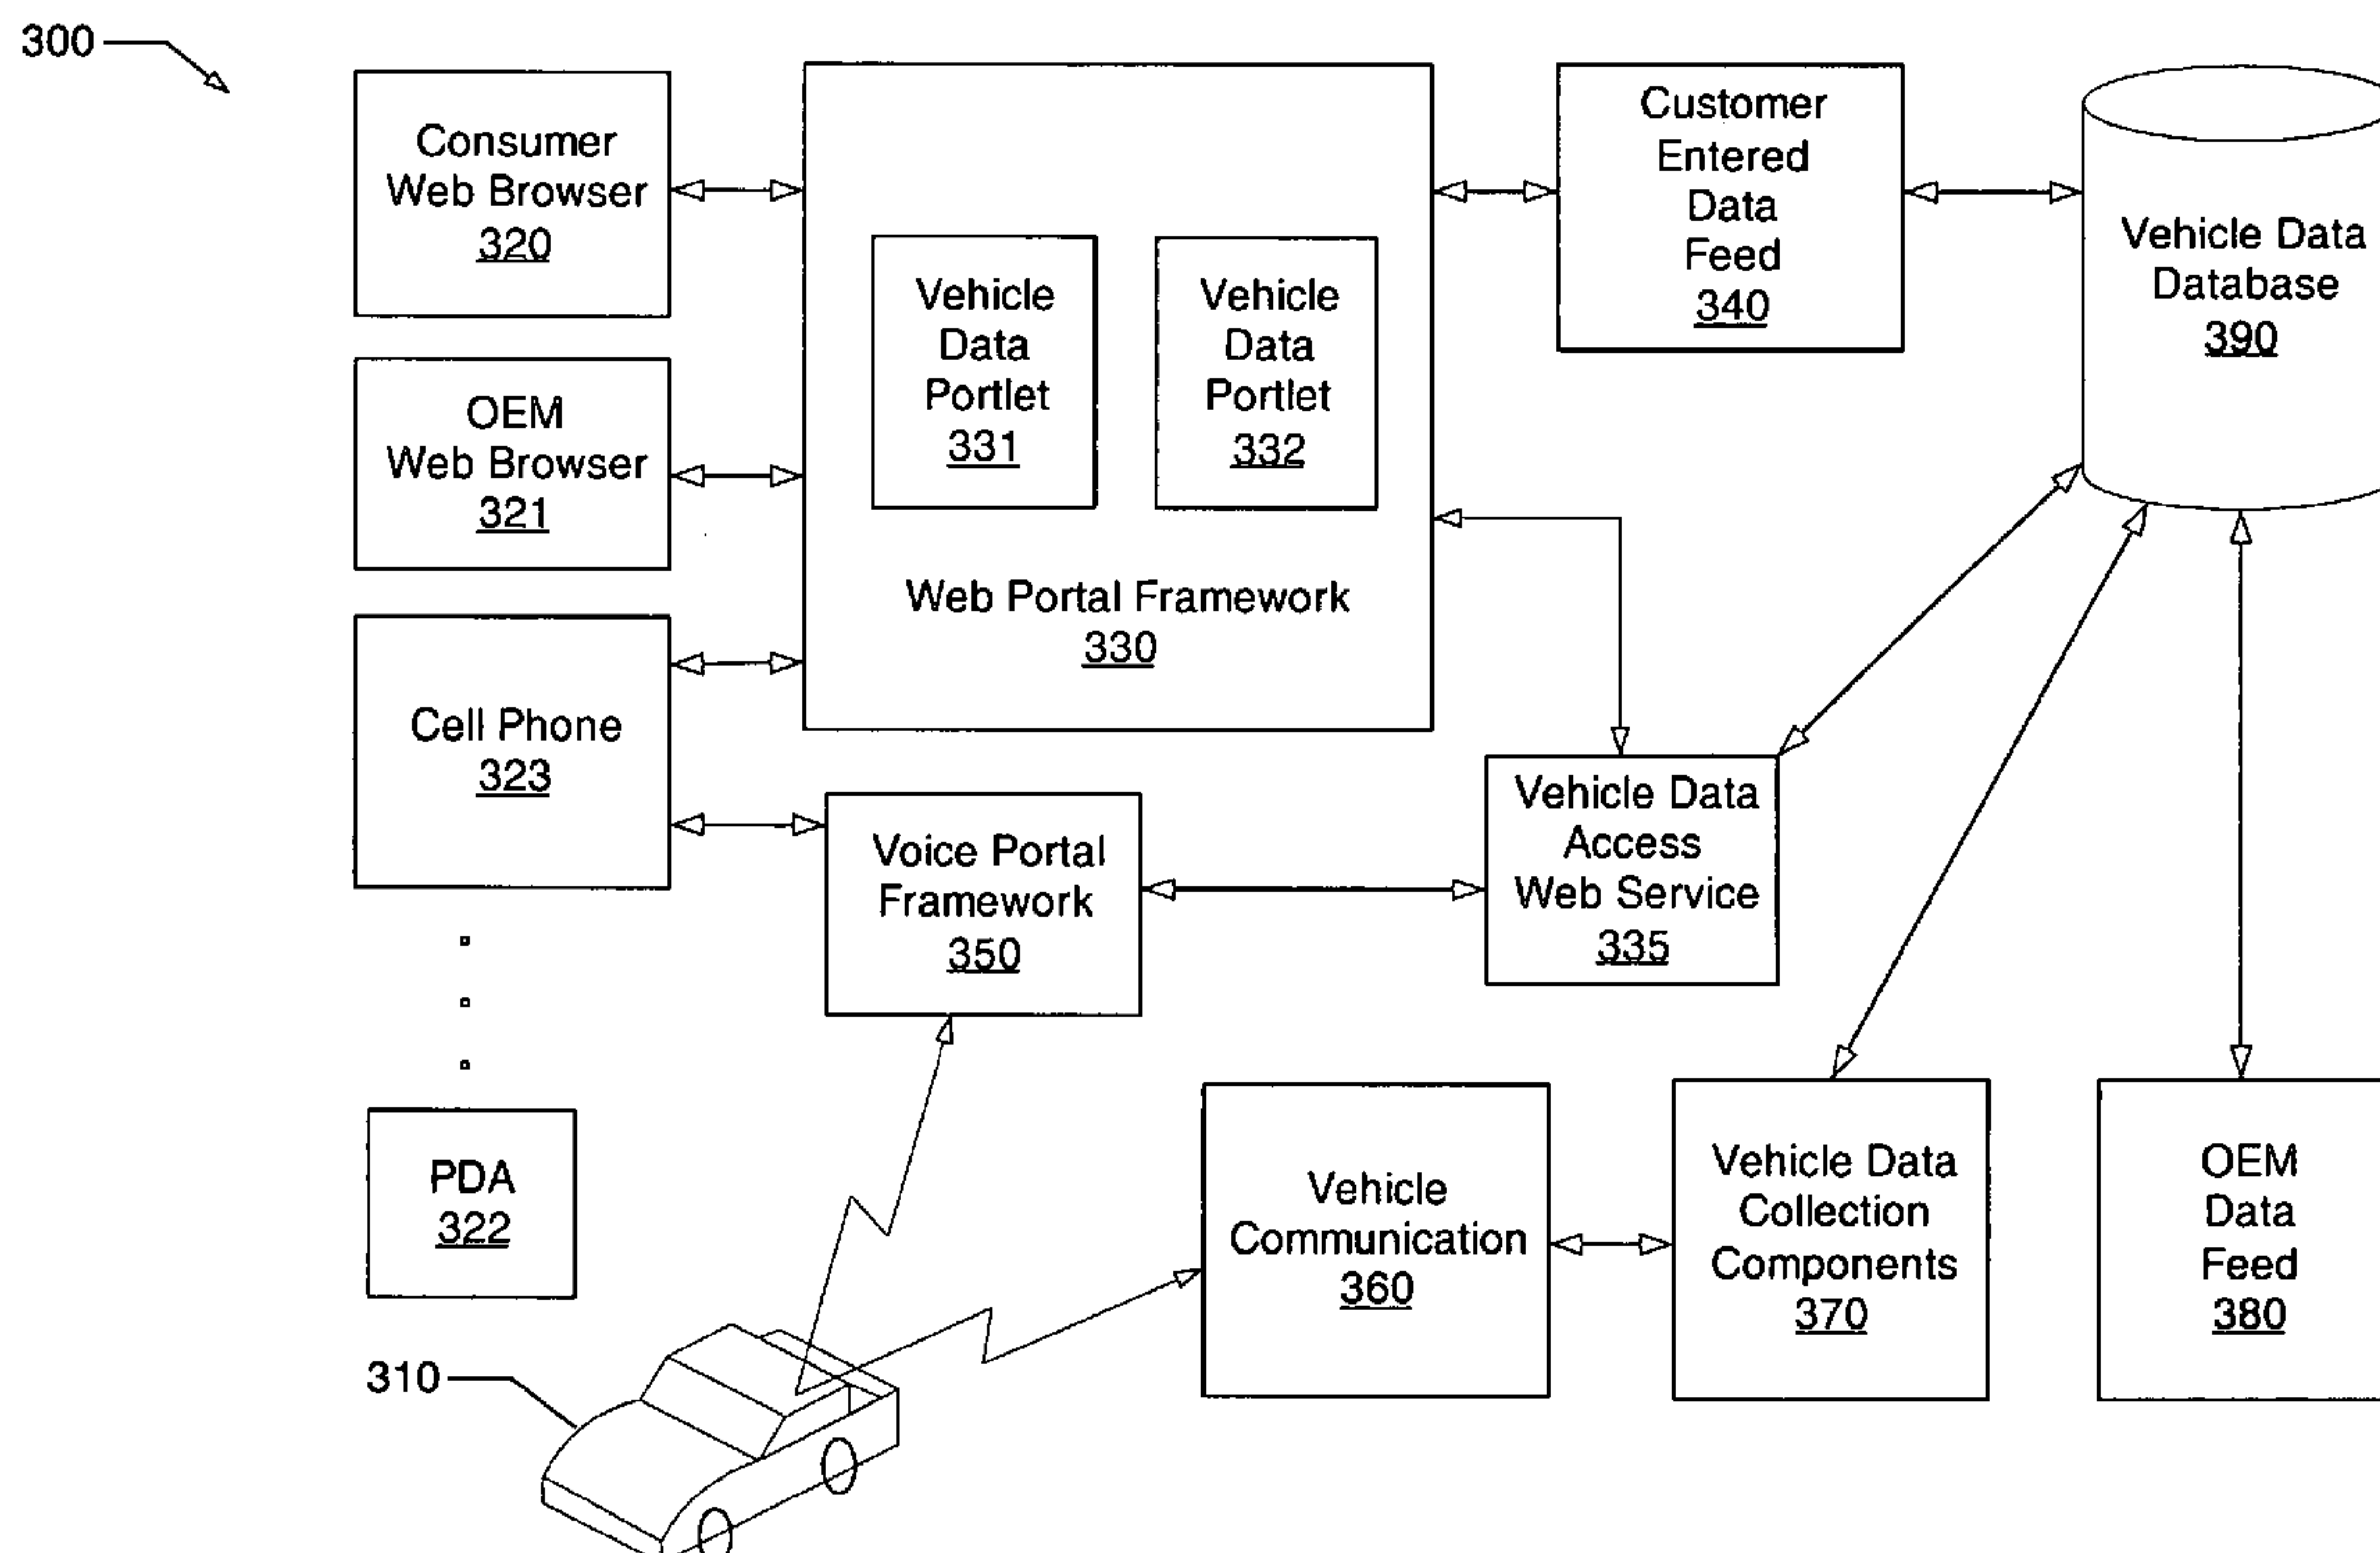 300
Consumer
Web Browser
320
OEM
Web Browser
321
Cell Phone
323
PDA
322
310
Vehicle
Data
Portlet
331
Vehicle
Data
Portlet
332
Web Portal Framework
330
Voice Portal
Framework
350
Customer
Entered
Data
Feed
340
Vehicle Data
Database
390
Vehicle Data
Access
Web Service
335
Vehicle
Communication
360
Vehicle Data
Collection
Components
370
OEM
Data
Feed
380